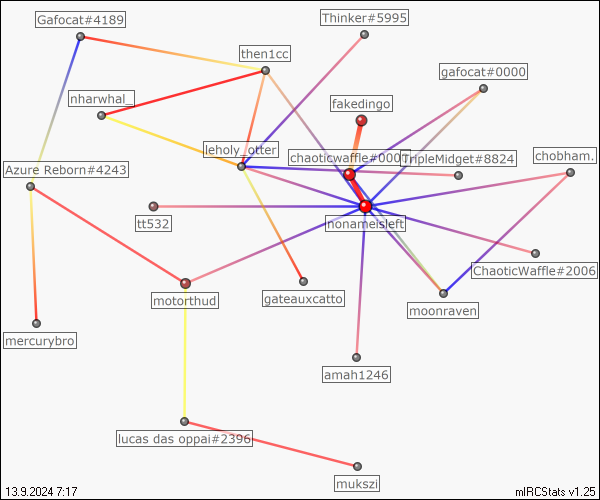 Thinker#5995
Gafocat#4189
then1cc
gafocat#0000
nharwhal_
fakedingo
leholy_otter
chaoticwaffle#000
TripleMidget#8824
chobham.
Azure Reborn#4243
tt532
nonameisleft
ChaoticWaffle#2006
motorthud
gateauxcatto
moonraven
mercurybro
amah1246
lucas das oppai#2396
mukszi
13.9.2024 7:17
mIRCStats v1.25